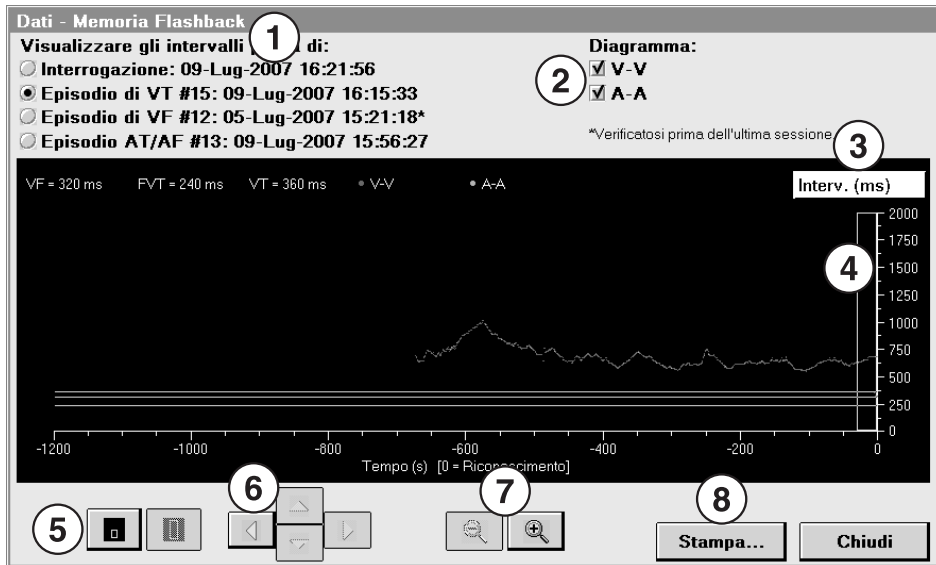 Dati - Memoria Flashback
Visualizzare gli intervalli di:
1
Interrogazione: 09-Lug-2007 16:21:56
Episodio di VT #15: 09-Lug-2007 16:15:33
Episodio di VF #12: 05-Lug-2007 15:21:18*
Episodio AT/AF #13: 09-Lug-2007 15:56:27
Diagramma:
2
V-V
A-A
*Verificatosi prima dell'ultima sessione
3
VF = 320 ms FVT = 240 ms VT = 360 ms V-V A-A
Interv. (ms)
4
2000
1750
1500
1250
1000
750
500
250
0
-1200 -1000 -800 -600 -400 -200 0
Tempo (s) [0 = Riconoscimento]
5
6
7
8
Stampa...
Chiudi